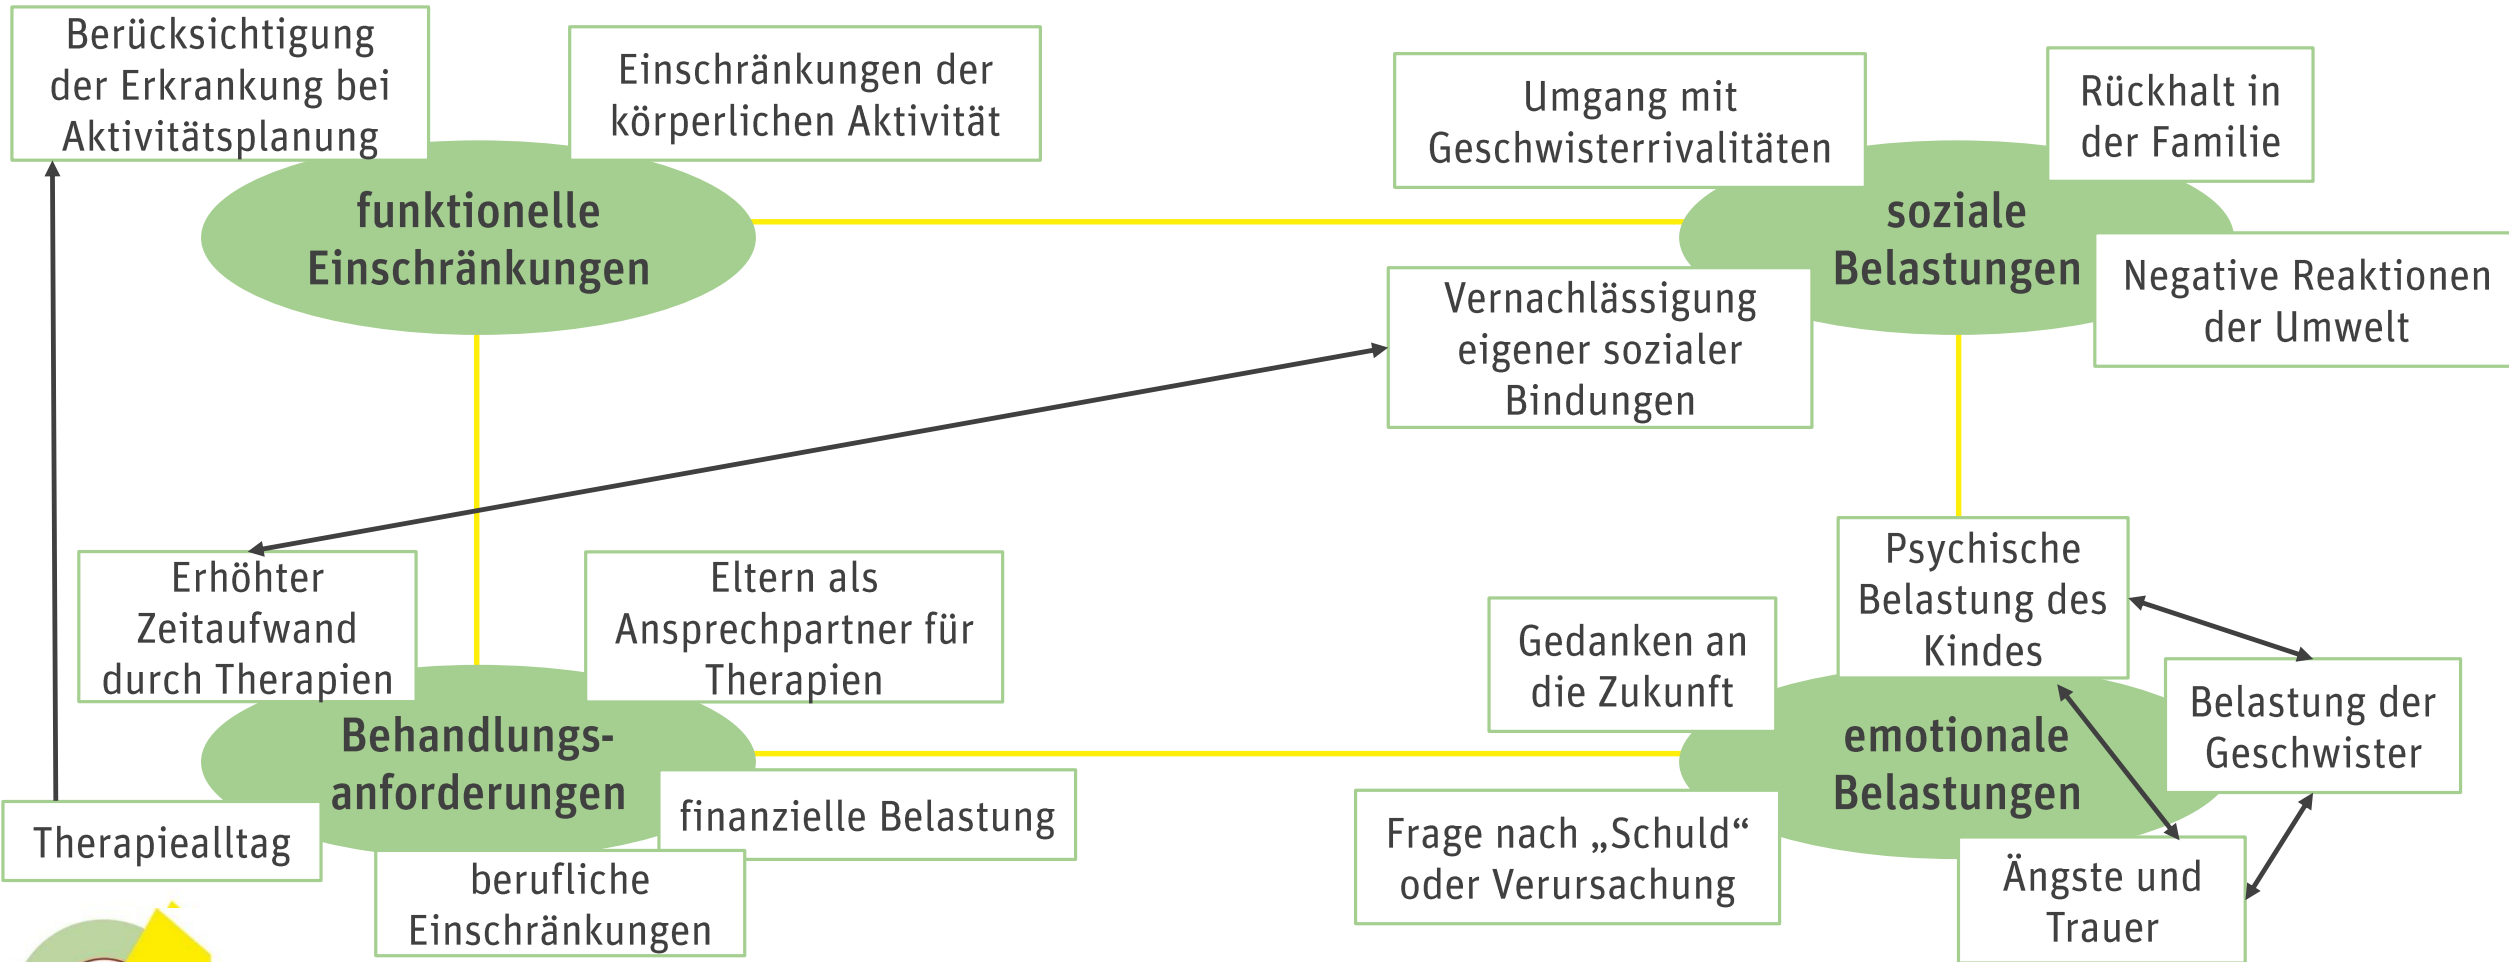 Berücksichtigung
der Erkrankung bei
Aktivitätsplanung
Einschränkungen der
körperlichen Aktivität
funktionelle
Einschränkungen
Umgang mit
Geschwisterrivalitäten
Rückhalt in
der Familie
soziale
Belastungen
Negative Reaktionen
der Umwelt
Vernachlässigung
eigener sozialer
Bindungen
Erhöhter
Zeitaufwand
durch Therapien
Eltern als
Ansprechpartner für
Therapien
Behandlungs-
anforderungen
finanzielle Belastung
Therapiealltag
berufliche
Einschränkungen
Psychische
Belastung des
Kindes
Gedanken an
die Zukunft
Belastung der
Geschwister
emotionale
Belastungen
Frage nach „Schuld“
oder Verursachung
Ängste und
Trauer